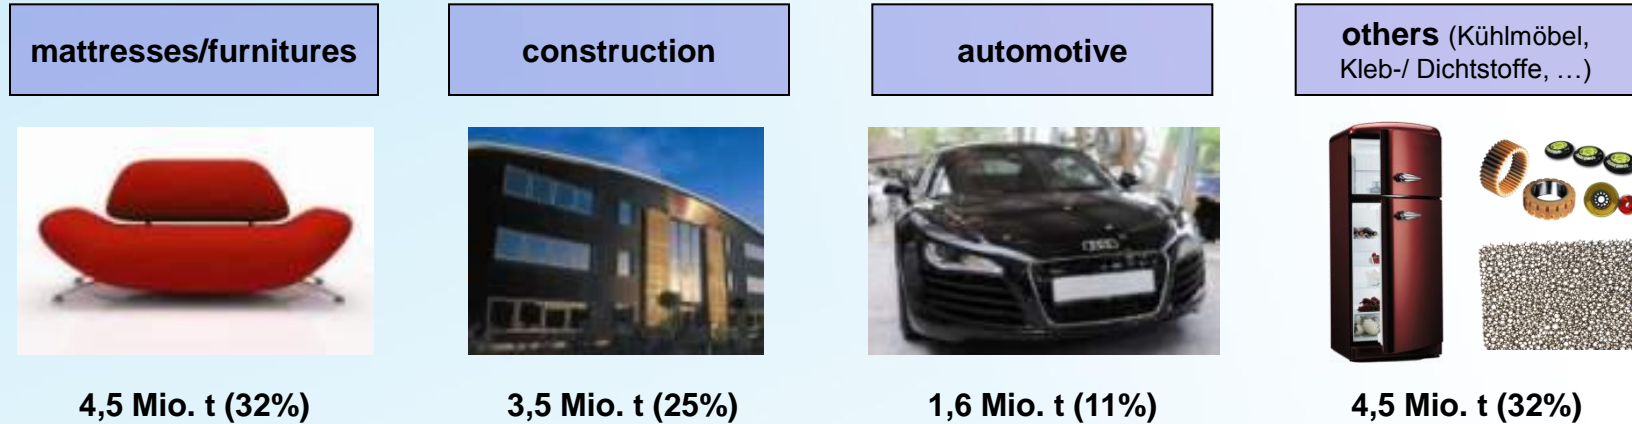 mattresses/furnitures
construction
automotive
others (Kühlmöbel,
Kleb-/ Dichtstoffe, …)
4,5 Mio. t (32%)
3,5 Mio. t (25%)
1,6 Mio. t (11%)
4,5 Mio. t (32%)